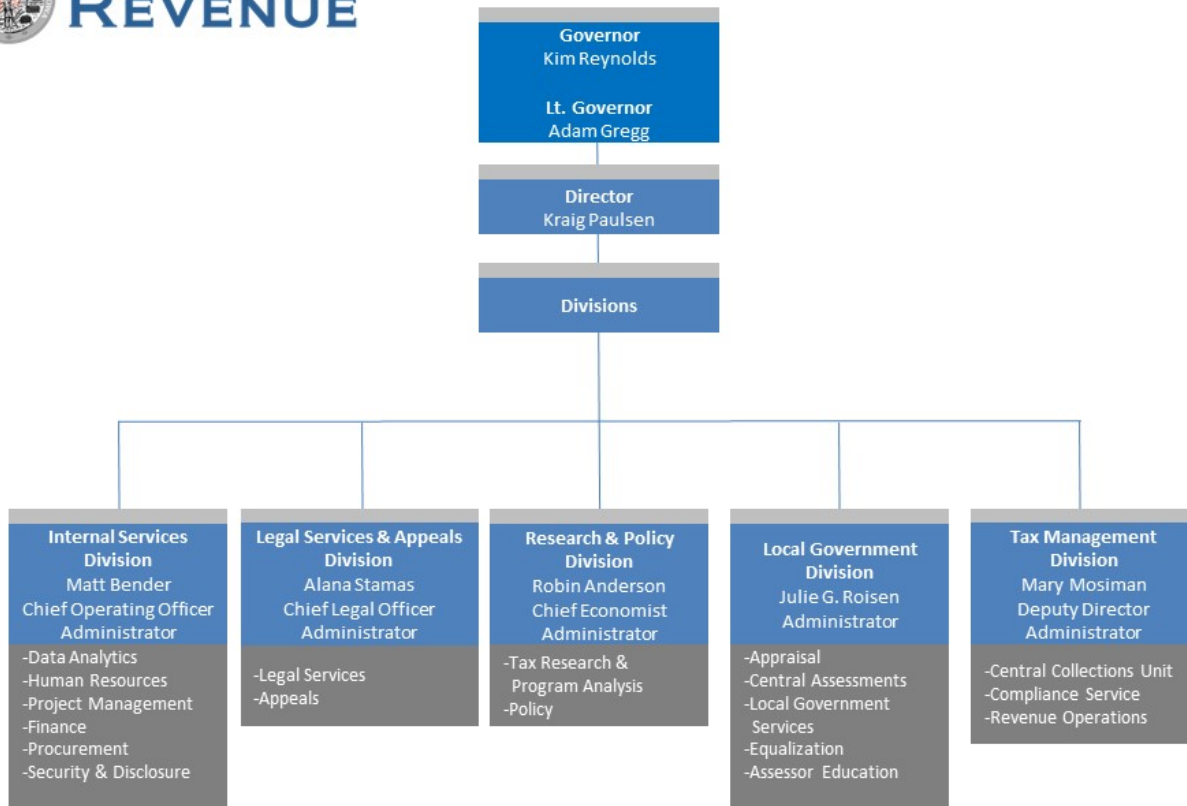 REVENUE
Governor
Kim Reynolds
Lt. Governor
Adam Gregg
Director
Kraig Paulsen
Divisions
Internal Services
Division
Matt Bender
Chief Operating Officer
Administrator
-Data Analytics
-Human Resources
-Project Management
-Finance
-Procurement
-Security & Disclosure
Legal Services & Appeals
Division
Alana Stamas
Chief Legal Officer
Administrator
-Legal Services
-Appeals
Research & Policy
Division
Robin Anderson
Chief Economist
Administrator
-Tax Research &
Program Analysis
-Policy
Local Government
Division
Julie G. Roisen
Administrator
-Appraisal
-Central Assessments
-Local Government
Services
-Equalization
-Assessor Education
Tax Management
Division
Mary Mosiman
Deputy Director
Administrator
-Central Collections Unit
-Compliance Service
-Revenue Operations